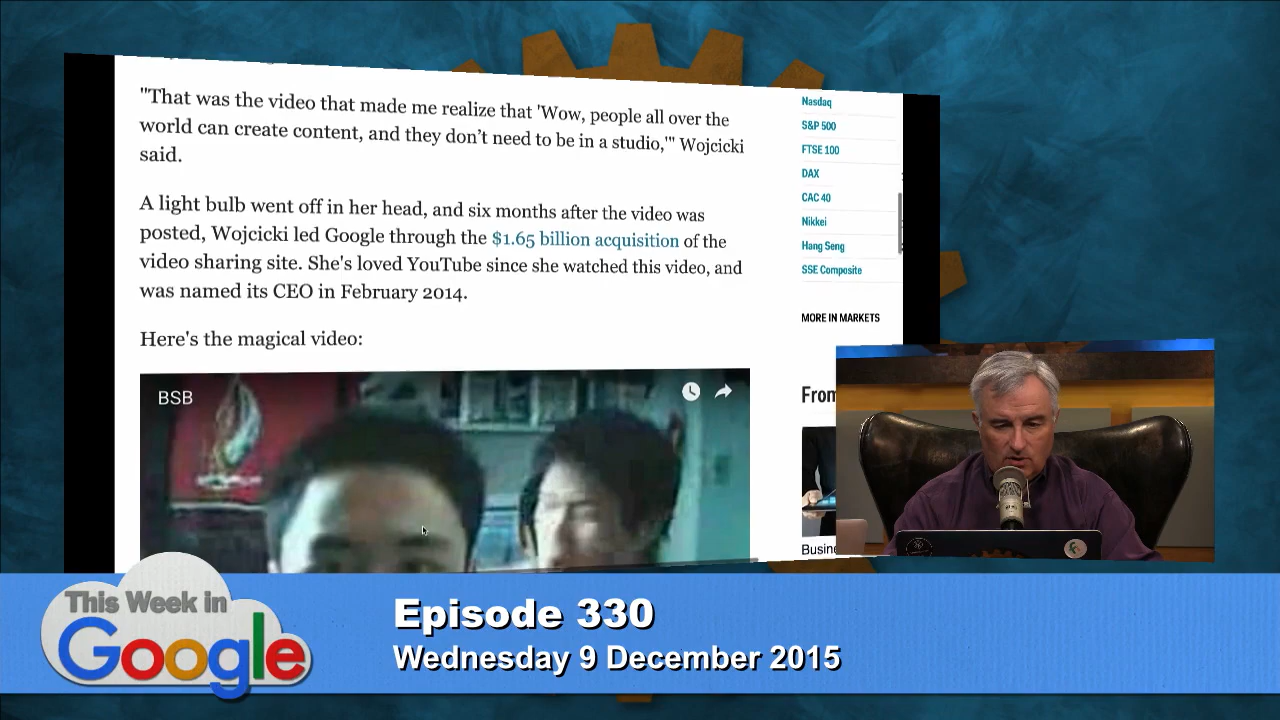 "That was the video that made me realize that 'Wow, people all over the
world can create content, and they don't need to be in a studio,'" Wojcicki
said.
A light bulb went off in her head, and six months after the video was
posted, Wojcicki led Google through the $1.65 billion acquisition of the
video sharing site. She's loved YouTube since she watched this video, and
was named its CEO in February 2014.
Here's the magical video:
BSB
Nasdaq
S&P 500
FTSE 100
DAX
CAC 40
Nikkei
Hang Seng
SSE Composite
MORE IN MARKETS
From
Busine
This Week in
Google
Episode 330
Wednesday 9 December 2015